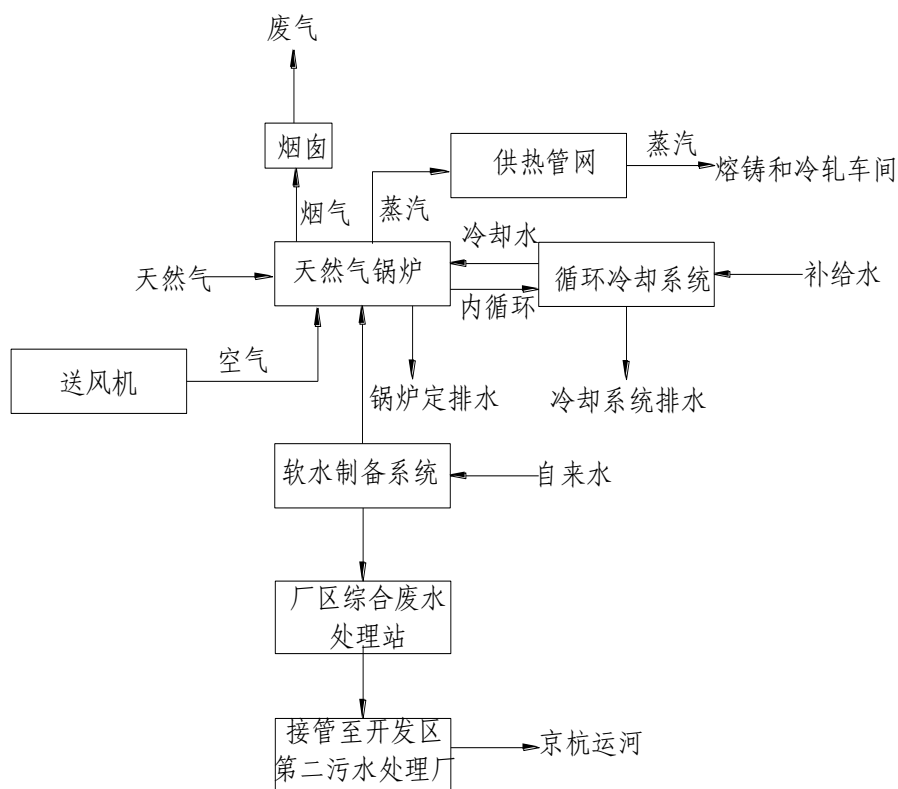 废气
烟囱
烟气
蒸汽
供热管网
蒸汽
熔铸和冷轧车间
天然气
天然气锅炉
冷却水
内循环
循环冷却系统
补给水
送风机
空气
锅炉定排水
冷却系统排水
软水制备系统
自来水
厂区综合废水
处理站
接管至开发区
第二污水处理厂
京杭运河